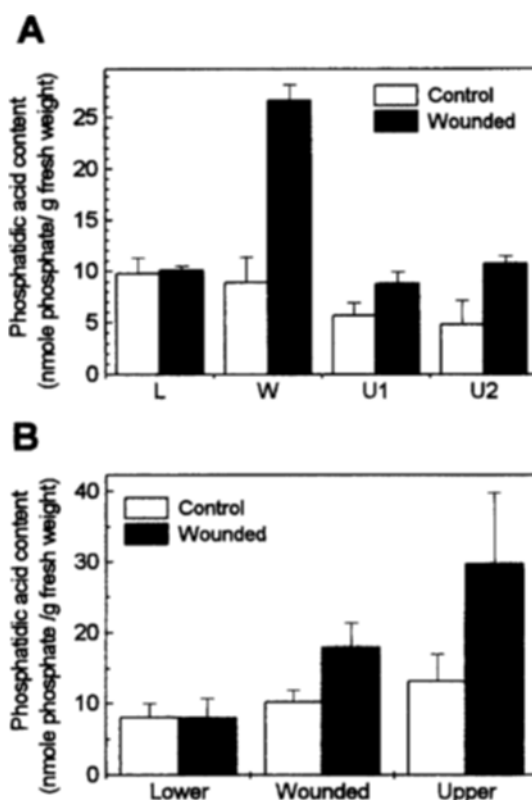 A
Phosphatidic acid content
(nmole phosphate/ g fresh weight)
25
20
15
10
5
0
Control
Wounded
L W U1 U2
B
Phosphatidic acid content
(nmole phosphate /g fresh weight)
40
30
20
10
0
Control
Wounded
Lower Wounded Upper